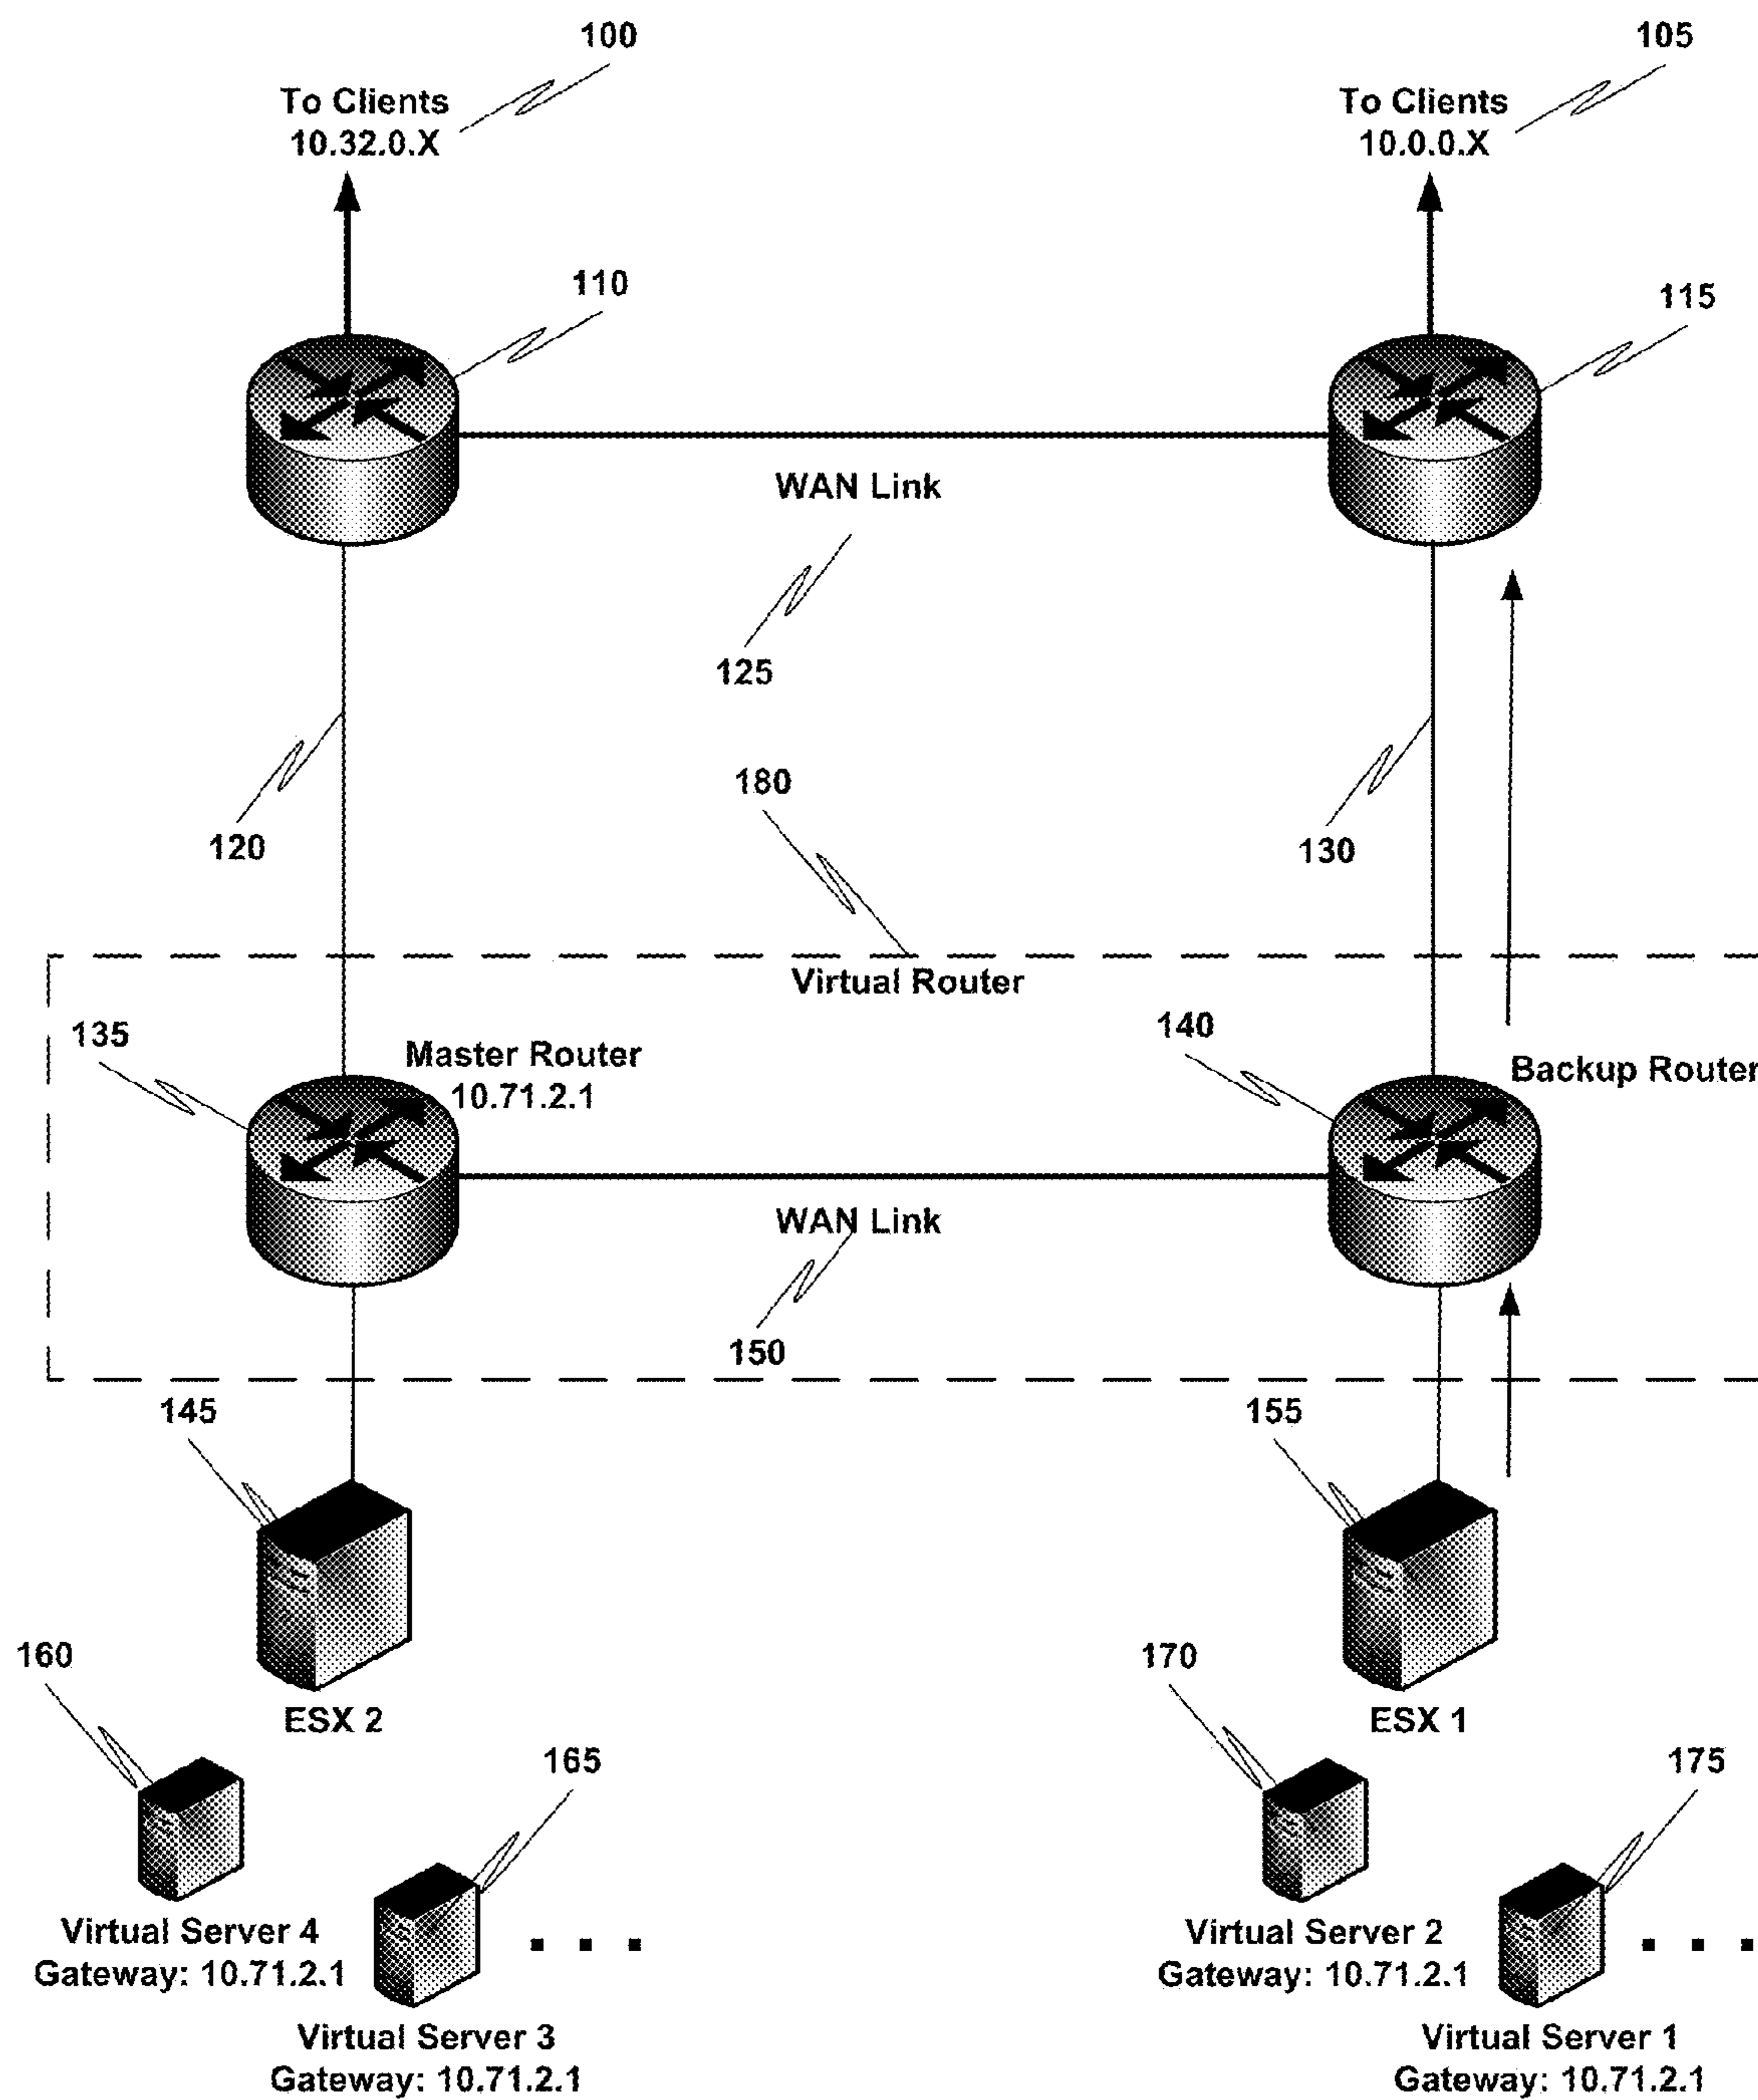 100
105
To Clients
10.32.0.X
To Clients
10.0.0.X
110
115
WAN Link
125
120
180
130
Virtual Router
135
Master Router
10.71.2.1
140
Backup Router
WAN Link
150
145
155
160
ESX 2
170
ESX 1
165
175
Virtual Server 4
Gateway: 10.71.2.1
Virtual Server 2
Gateway: 10.71.2.1
Virtual Server 3
Gateway: 10.71.2.1
Virtual Server 1
Gateway: 10.71.2.1